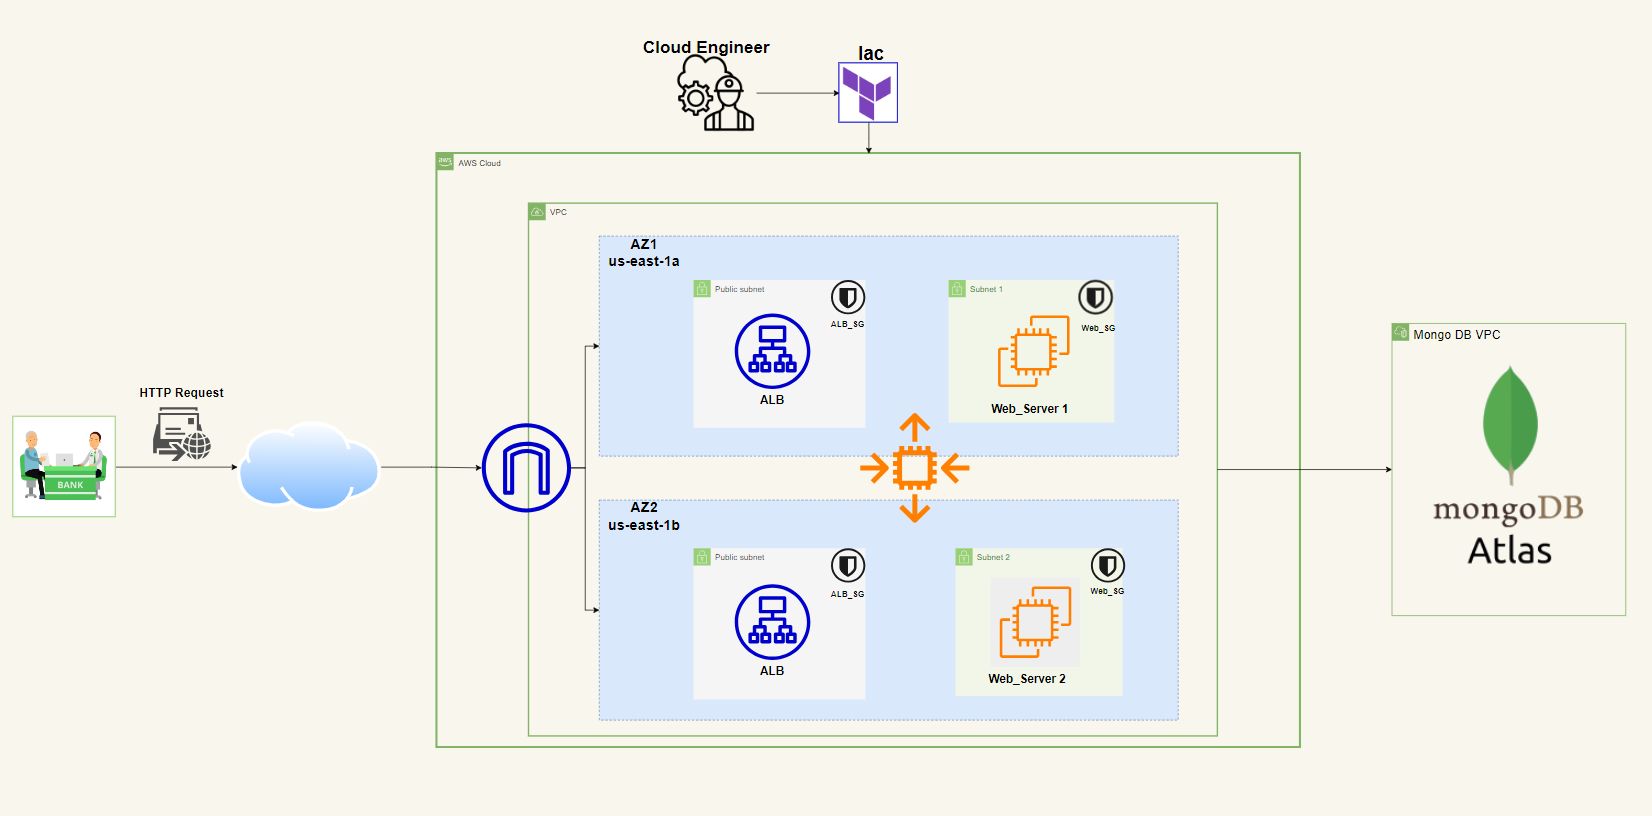 Cloud Engineer
Iac
aws
AWS Cloud
VPC
AZ1
us-east-1a
Public subnet
ALB_SG
ALB
Subnet 1
Web_SG
Web_Server 1
HTTP Request
BANK
AZ2
us-east-1b
Public subnet
ALB_SG
ALB
Subnet 2
Web_SG
Web_Server 2
Mongo DB VPC
mongoDB
Atlas